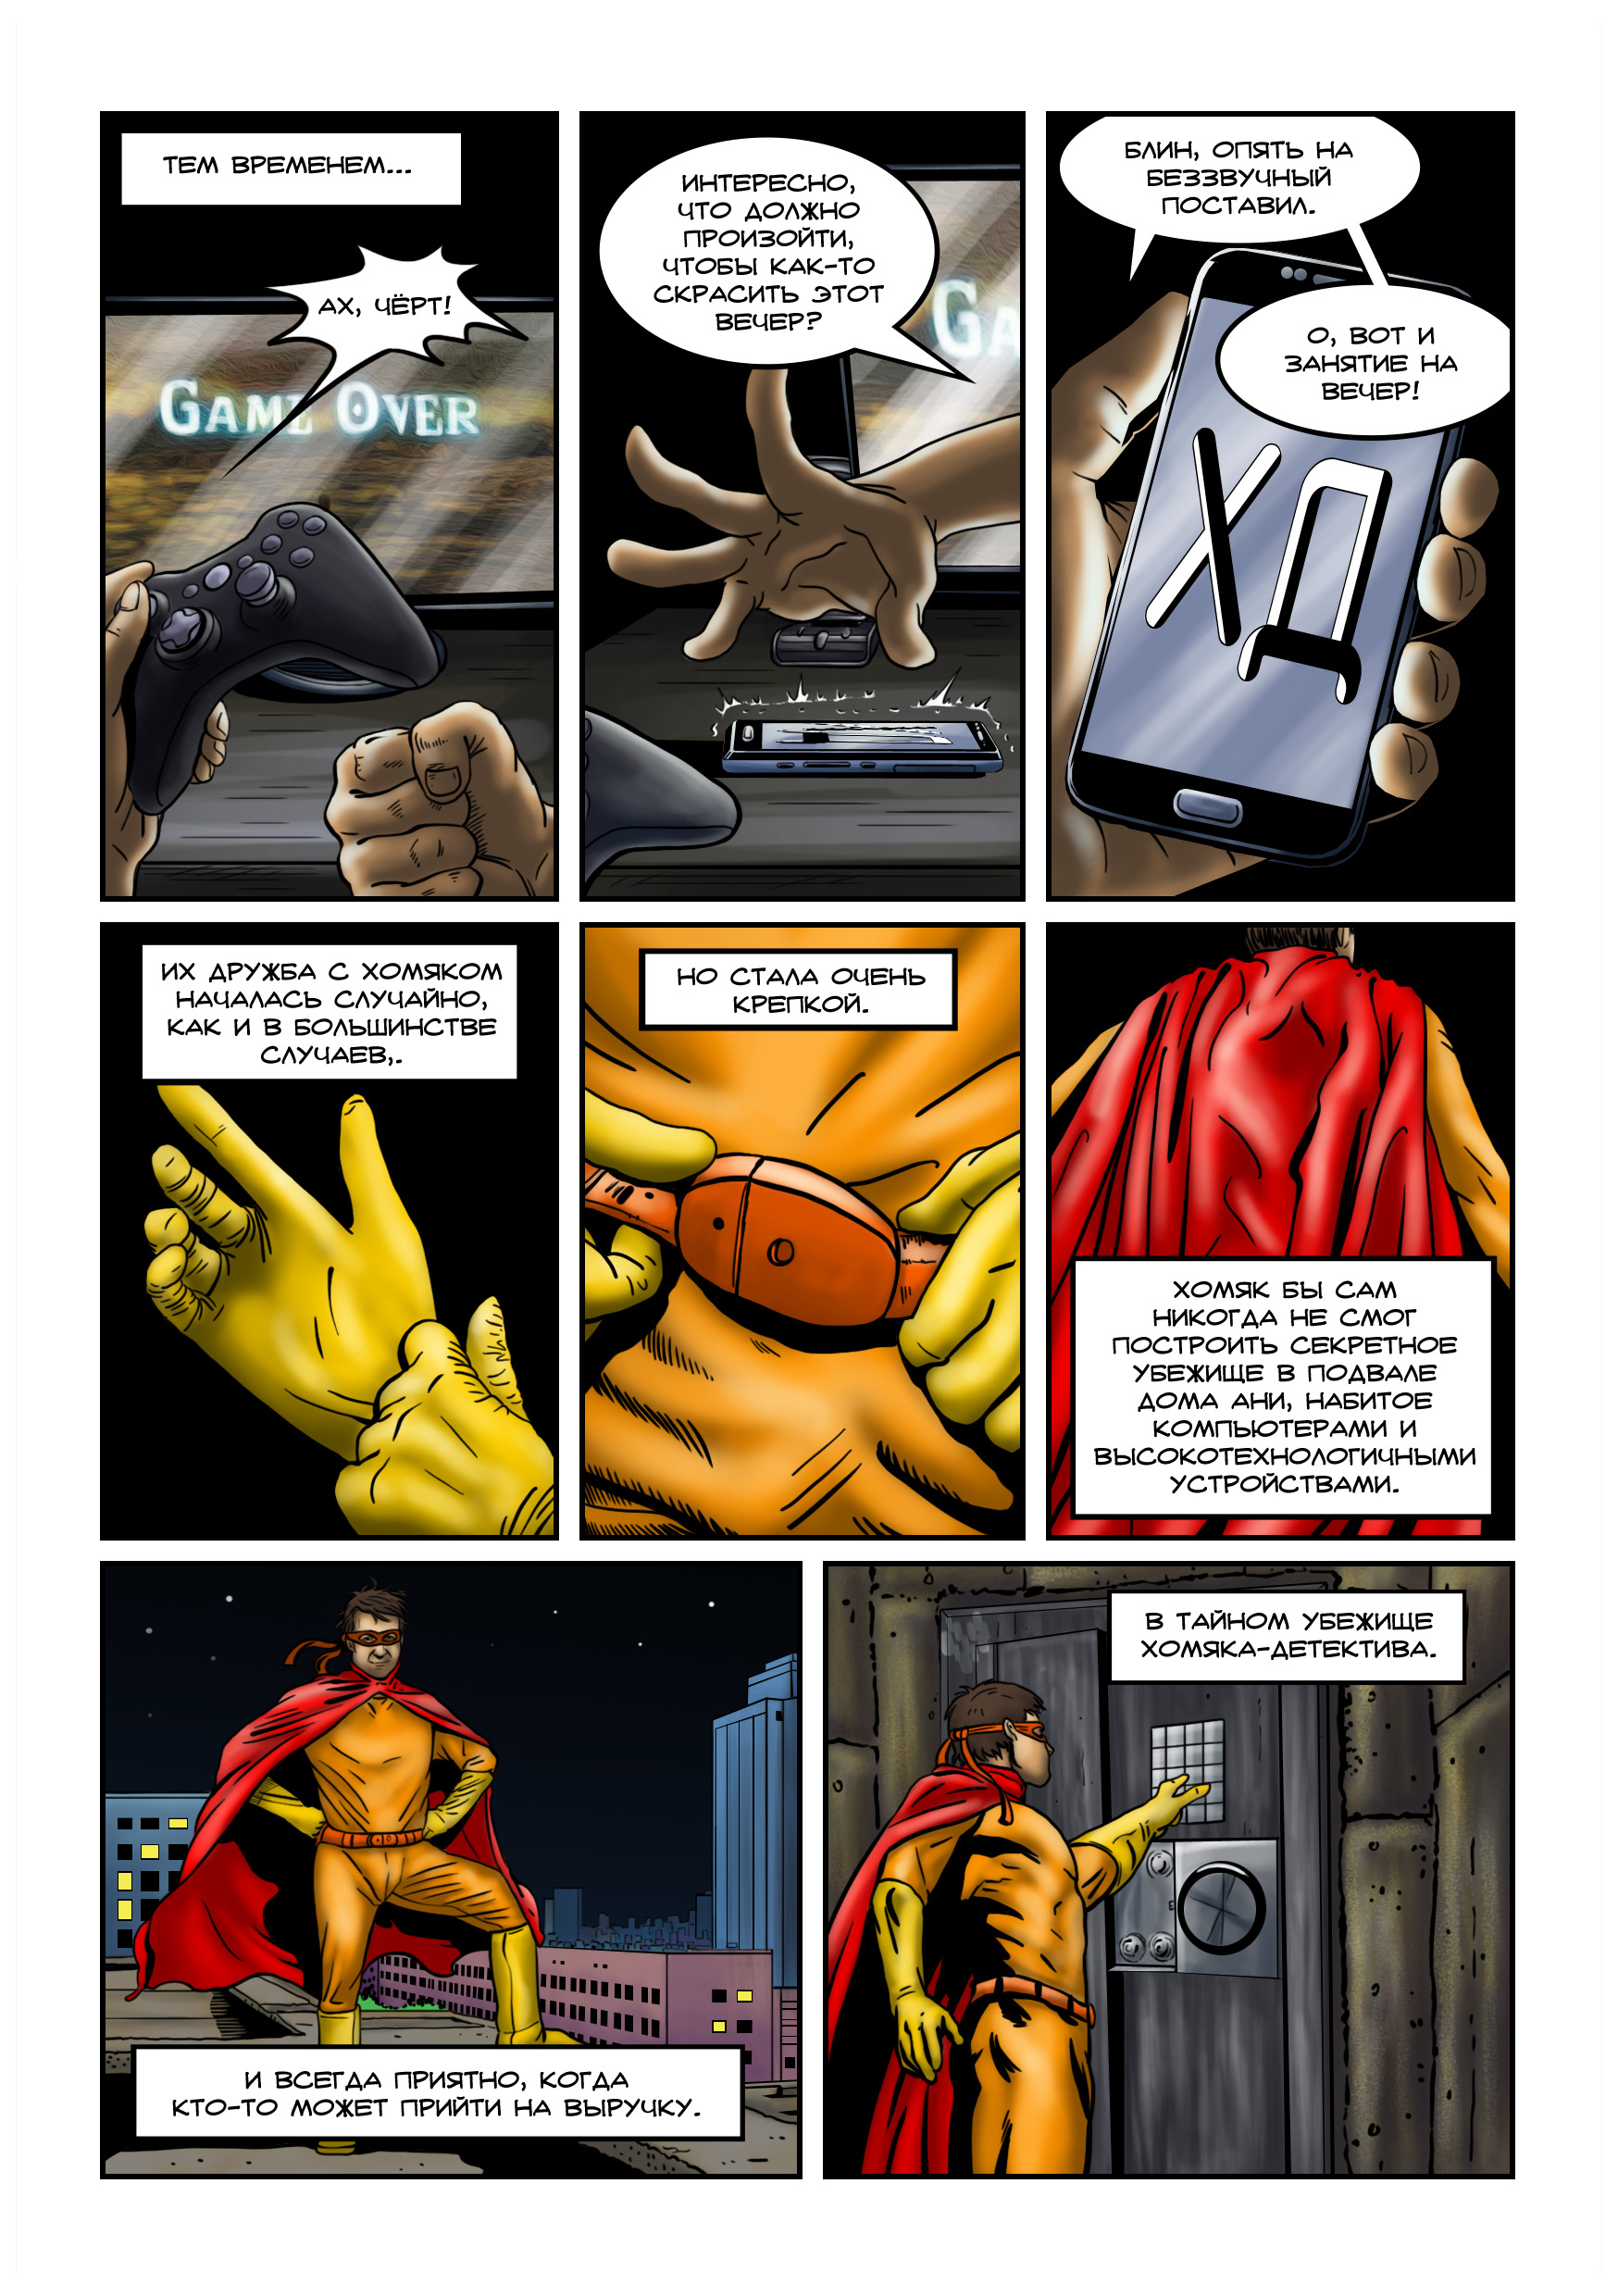 ТЕМ ВРЕМЕНЕМ...
АХ, ЧЁРТ!
GAME OVER
ИНТЕРЕСНО,
ЧТО ДОЛЖНО
ПРОИЗОЙТИ,
ЧТОБЫ КАК-ТО
СКРАСИТЬ ЭТОТ
ВЕЧЕР?
GA
БЛИН, ОПЯТЬ НА
БЕЗЗВУЧНЫЙ
ПОСТАВИЛ.
О, ВОТ И
ЗАНЯТИЕ НА
ВЕЧЕР!
ХД
ИХ ДРУЖБА С ХОМЯКОМ
НАЧАЛАСЬ СЛУЧАЙНО,
КАК И В БОЛЬШИНСТВЕ
СЛУЧАЕВ,.
НО СТАЛА ОЧЕНЬ
КРЕПКОЙ.
ХОМЯК БЫ САМ
НИКОГДА НЕ СМОГ
ПОСТРОИТЬ СЕКРЕТНОЕ
УБЕЖИЩЕ В ПОДВАЛЕ
ДОМА АНИ, НАБИТОЕ
КОМПЬЮТЕРАМИ И
ВЫСОКОТЕХНОЛОГИЧНЫМИ
УСТРОЙСТВАМИ.
И ВСЕГДА ПРИЯТНО, КОГДА
КТО-ТО МОЖЕТ ПРИЙТИ НА ВЫРУЧКУ.
В ТАЙНОМ УБЕЖИЩЕ
ХОМЯКА-ДЕТЕКТИВА.